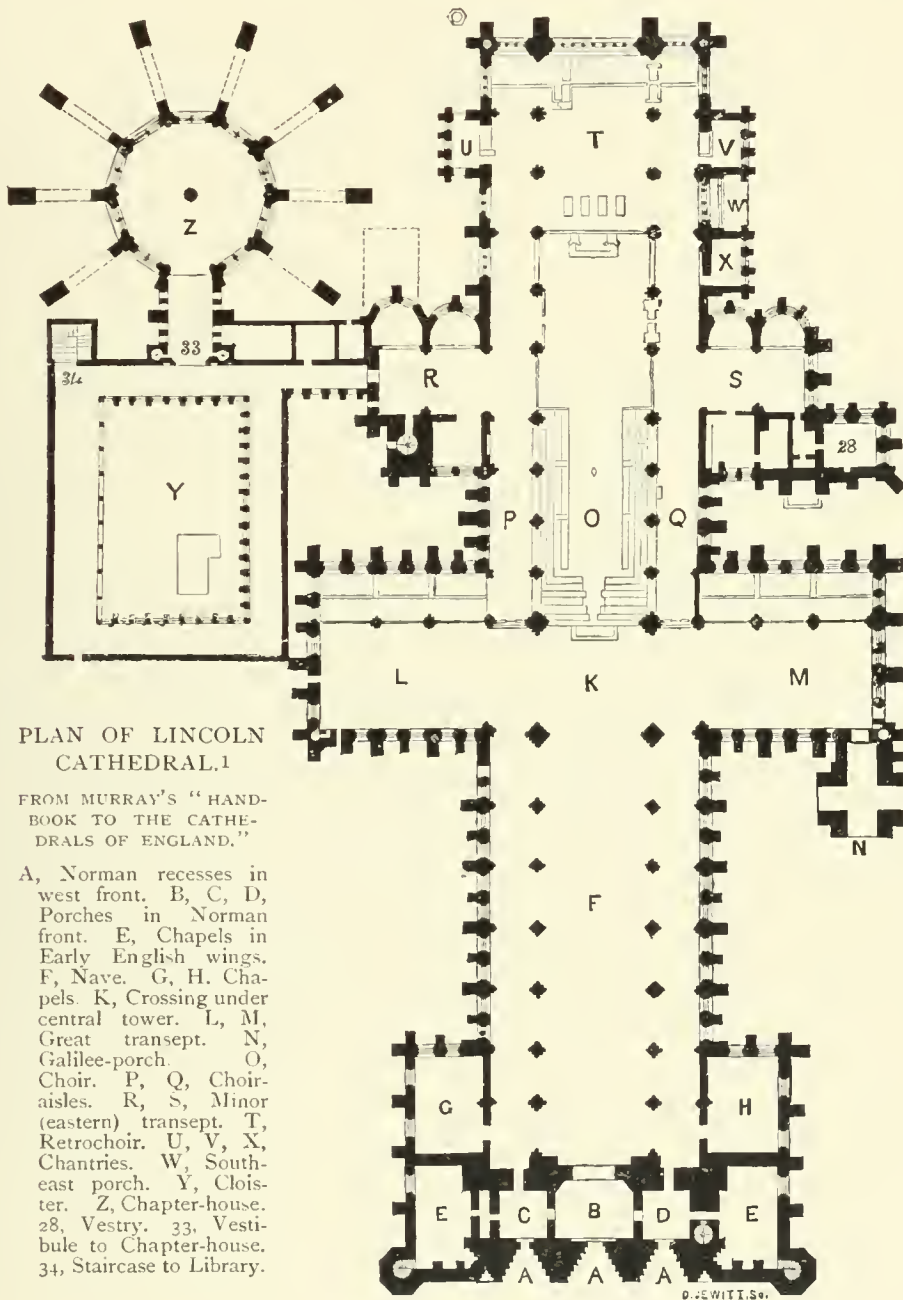 U
T
V
W
X
Z
33
34
R
S
28
Y
P
O
Q
L
K
M
N
F
G
H
E
C
B
D
E
A
A
A
O.JEWITT.Sc.
PLAN OF LINCOLN
CATHEDRAL.1
FROM MURRAY'S "HAND-
BOOK TO THE CATHE-
DRALS OF ENGLAND."
A, Norman recesses in
west front. B, C, D,
Porches in Norman
front. E, Chapels in
Early English wings.
F, Nave. G, H. Cha-
pels. K, Crossing under
central tower. L, M,
Great transept. N,
Galilee-porch. O,
Choir. P, Q, Choir-
aisles. R, S, Minor
(eastern) transept. T,
Retrochoir. U, V, X,
Chantries. W, South-
east porch. Y, Clois-
ter. Z, Chapter-house.
28, Vestry. 33, Vesti-
bule to Chapter-house.
34, Staircase to Library.